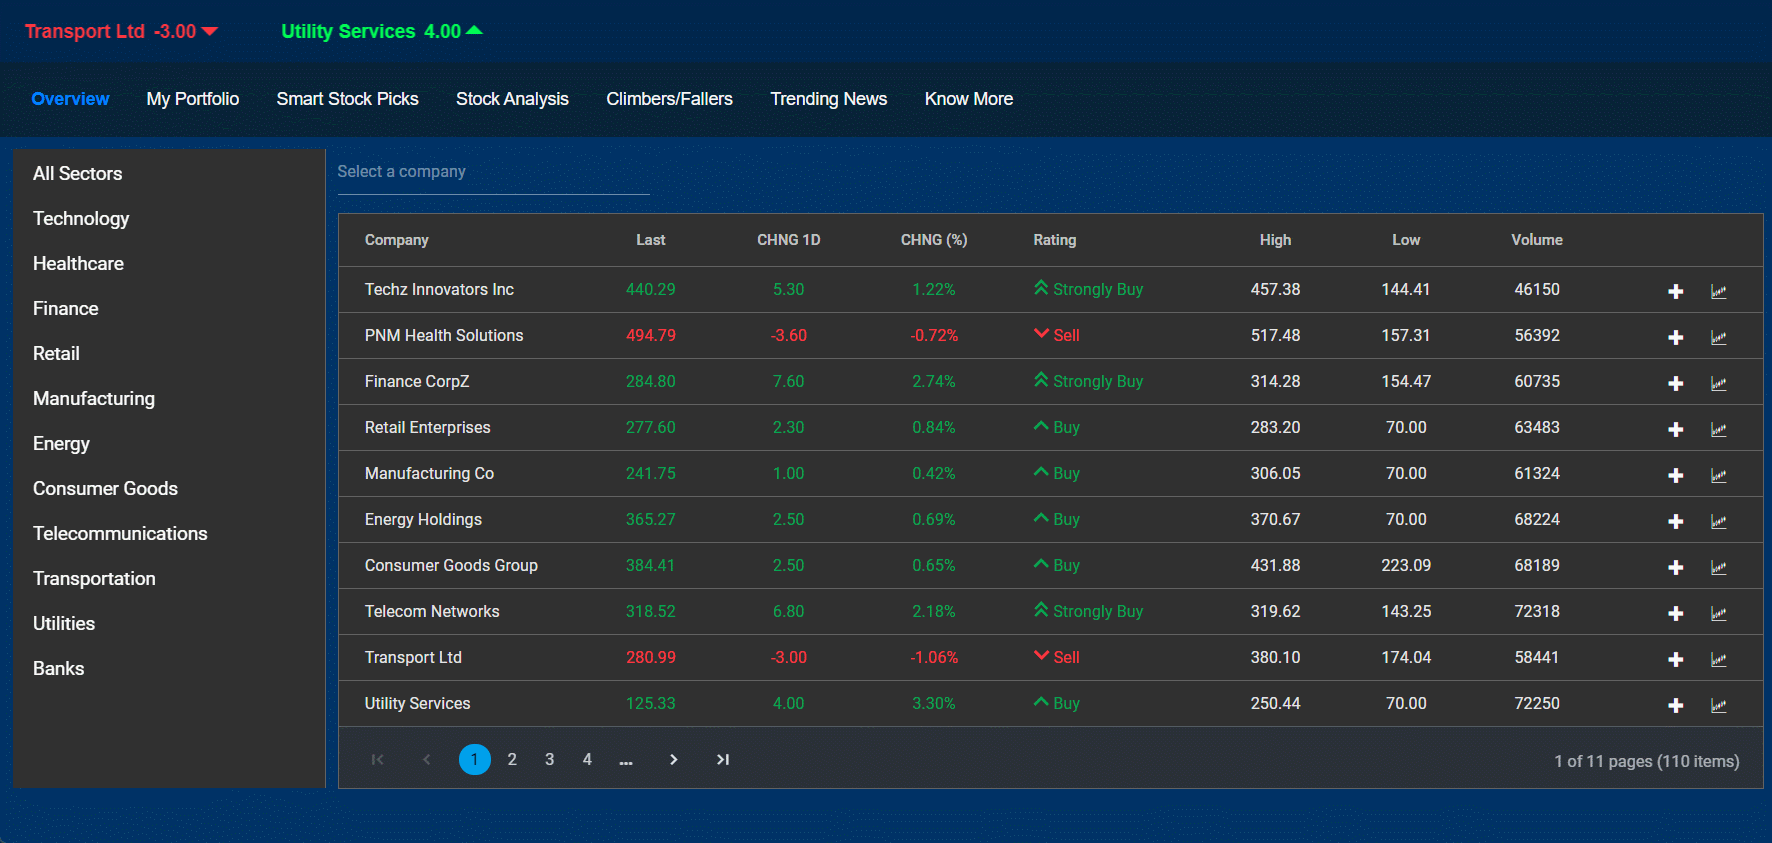 Transport Ltd -3.00 Utility Services 4.00
Overview My Portfolio Smart Stock Picks Stock Analysis Climbers/Fallers Trending News Know More
All Sectors
Technology
Healthcare
Finance
Retail
Manufacturing
Energy
Consumer Goods
Telecommunications
Transportation
Utilities
Banks
Select a company
Company Last CHNG 1D CHNG (%) Rating High Low Volume
Techz Innovators Inc 440.29 5.30 1.22% Strongly Buy 457.38 144.41 46150
PNM Health Solutions 494.79 -3.60 -0.72% Sell 517.48 157.31 56392
Finance CorpZ 284.80 7.60 2.74% Strongly Buy 314.28 154.47 60735
Retail Enterprises 277.60 2.30 0.84% Buy 283.20 70.00 63483
Manufacturing Co 241.75 1.00 0.42% Buy 306.05 70.00 61324
Energy Holdings 365.27 2.50 0.69% Buy 370.67 70.00 68224
Consumer Goods Group 384.41 2.50 0.65% Buy 431.88 223.09 68189
Telecom Networks 318.52 6.80 2.18% Strongly Buy 319.62 143.25 72318
Transport Ltd 280.99 -3.00 -1.06% Sell 380.10 174.04 58441
Utility Services 125.33 4.00 3.30% Buy 250.44 70.00 72250
1 2 3 4 ... 1 of 11 pages (110 items)